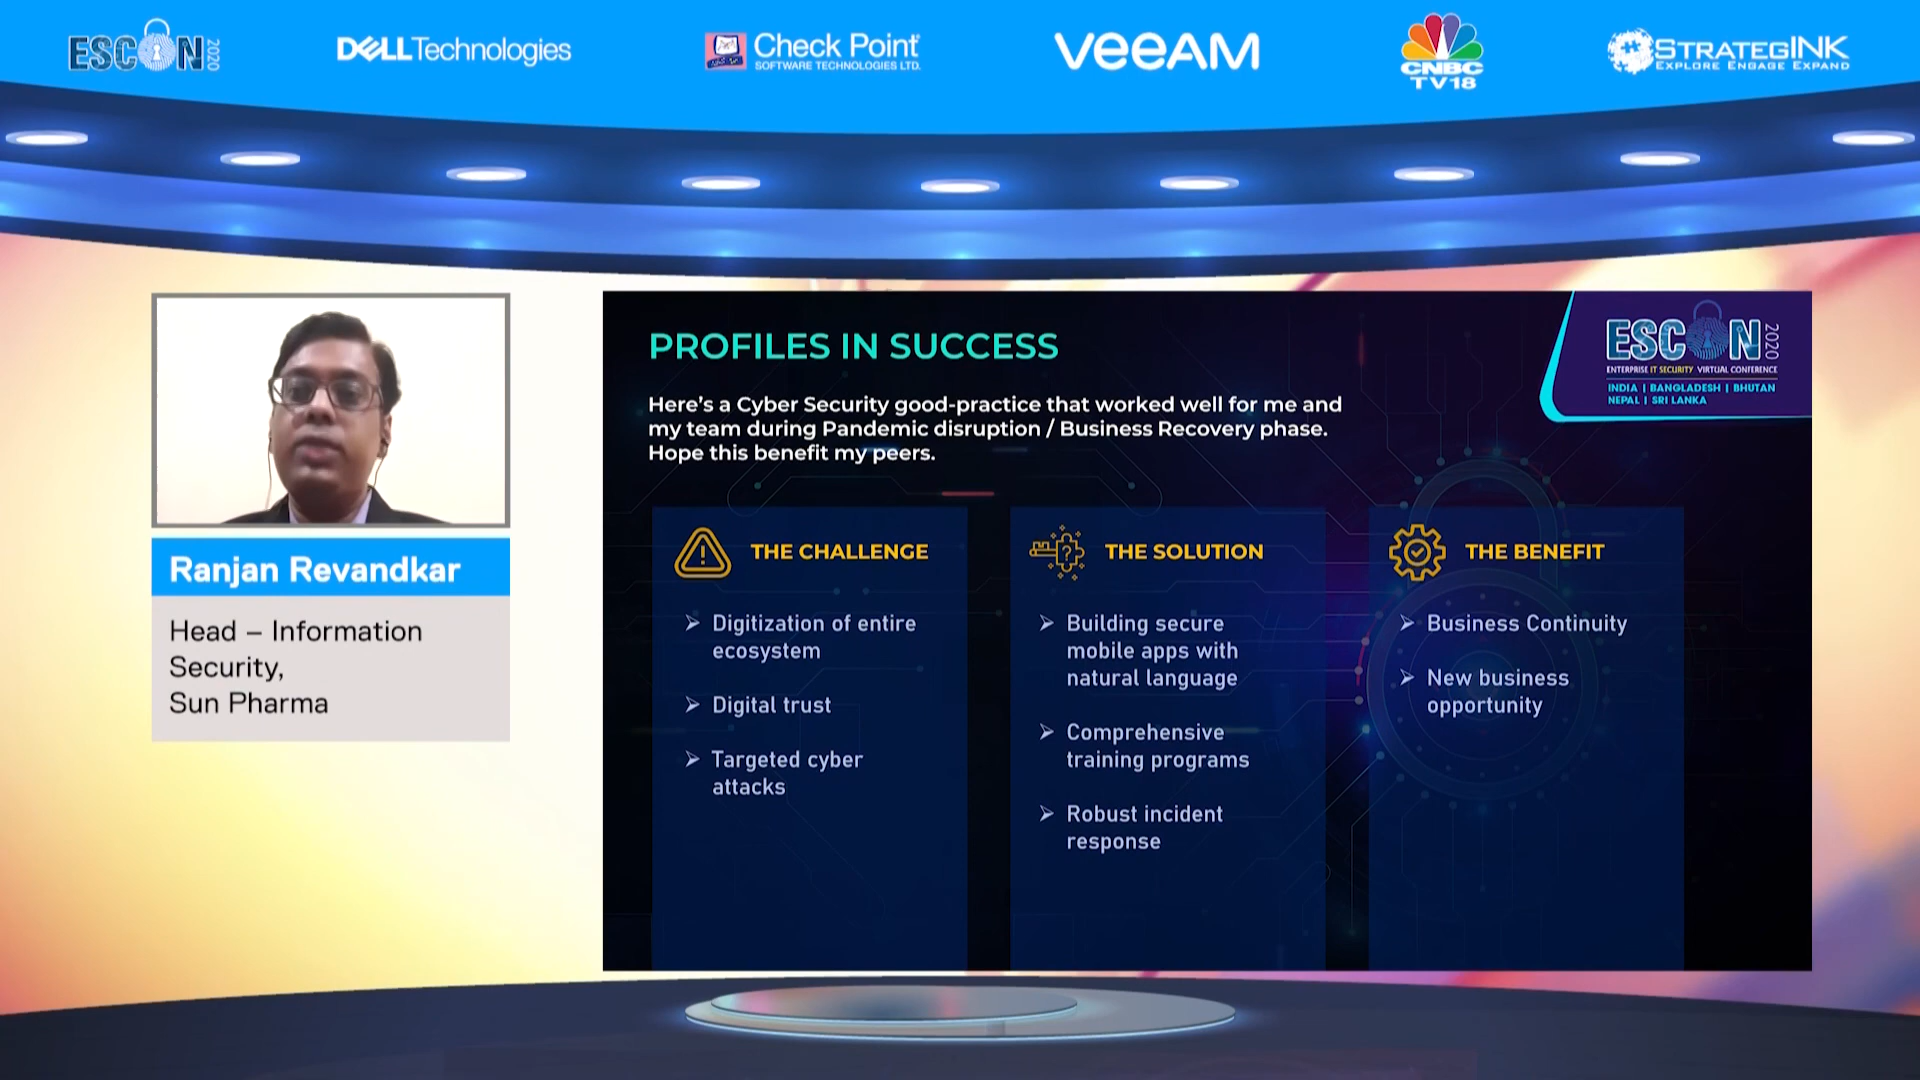 ESCON 2020
DELL Technologies
Check Point
SOFTWARE TECHNOLOGIES LTD.
veeAM
CNBC
TV18
STRATEGINK
EXPLORE ENGAGE EXPAND
Ranjan Revandkar
Head – Information
Security,
Sun Pharma
PROFILES IN SUCCESS
Here's a Cyber Security good-practice that worked well for me and
my team during Pandemic disruption / Business Recovery phase.
Hope this benefit my peers.
ESCON 2020
ENTERPRISE IT SECURITY VIRTUAL CONFERENCE
INDIA | BANGLADESH | BHUTAN
NEPAL | SRI LANKA
THE CHALLENGE
Digitization of entire
ecosystem
Digital trust
Targeted cyber
attacks
THE SOLUTION
Building secure
mobile apps with
natural language
Comprehensive
training programs
Robust incident
response
THE BENEFIT
Business Continuity
New business
opportunity